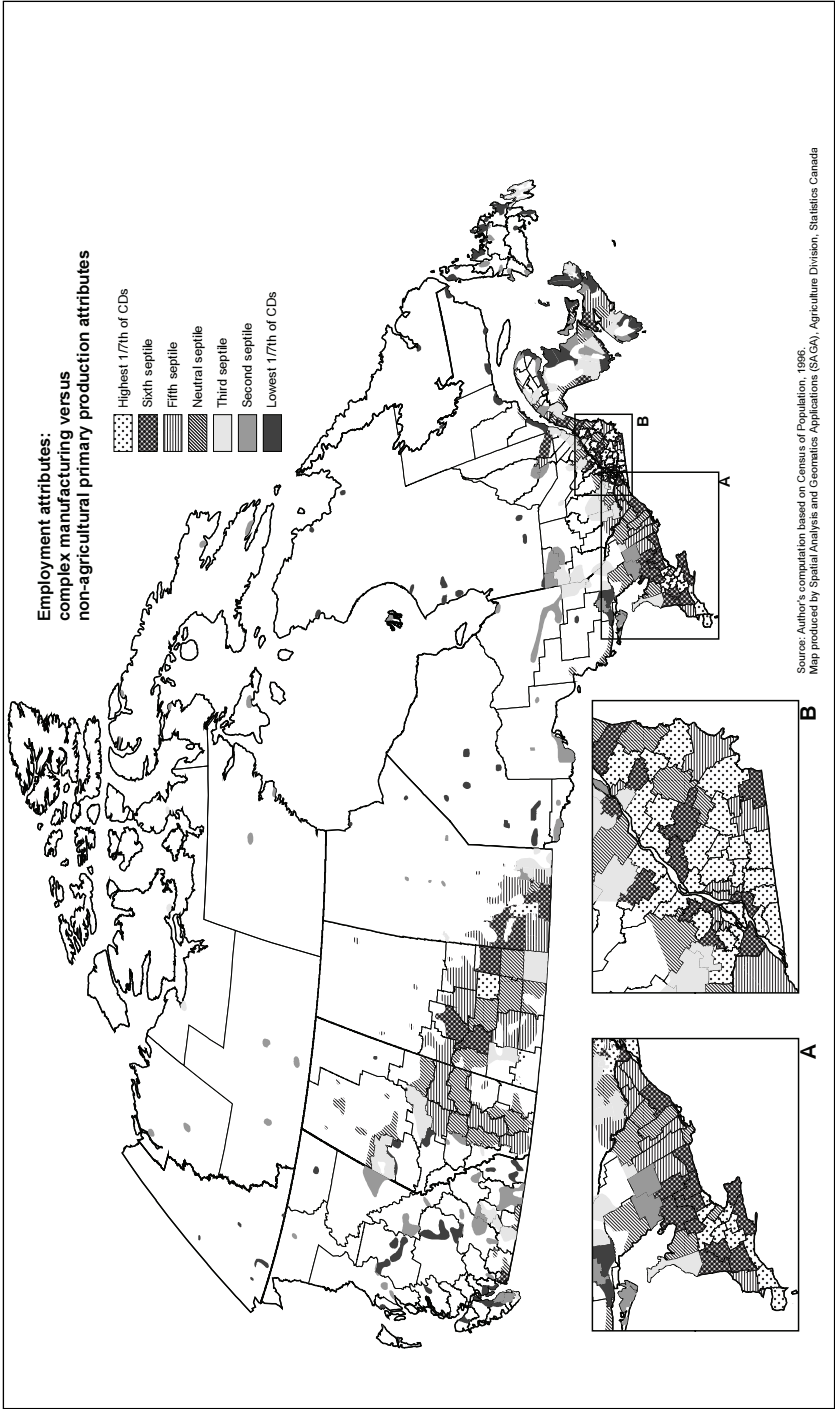 Employment attributes:
complex manufacturing versus
non-agricultural primary production attributes
Highest 1/7th of CDs
Sixth septile
Fifth septile
Neutral septile
Third septile
Second septile
Lowest 1/7th of CDs
B
A
B
A
Source: Author's computation based on Census of Population, 1996.
Map produced by Spatial Analysis and Geomatics Applications (SAGA), Agriculture Division, Statistics Canada